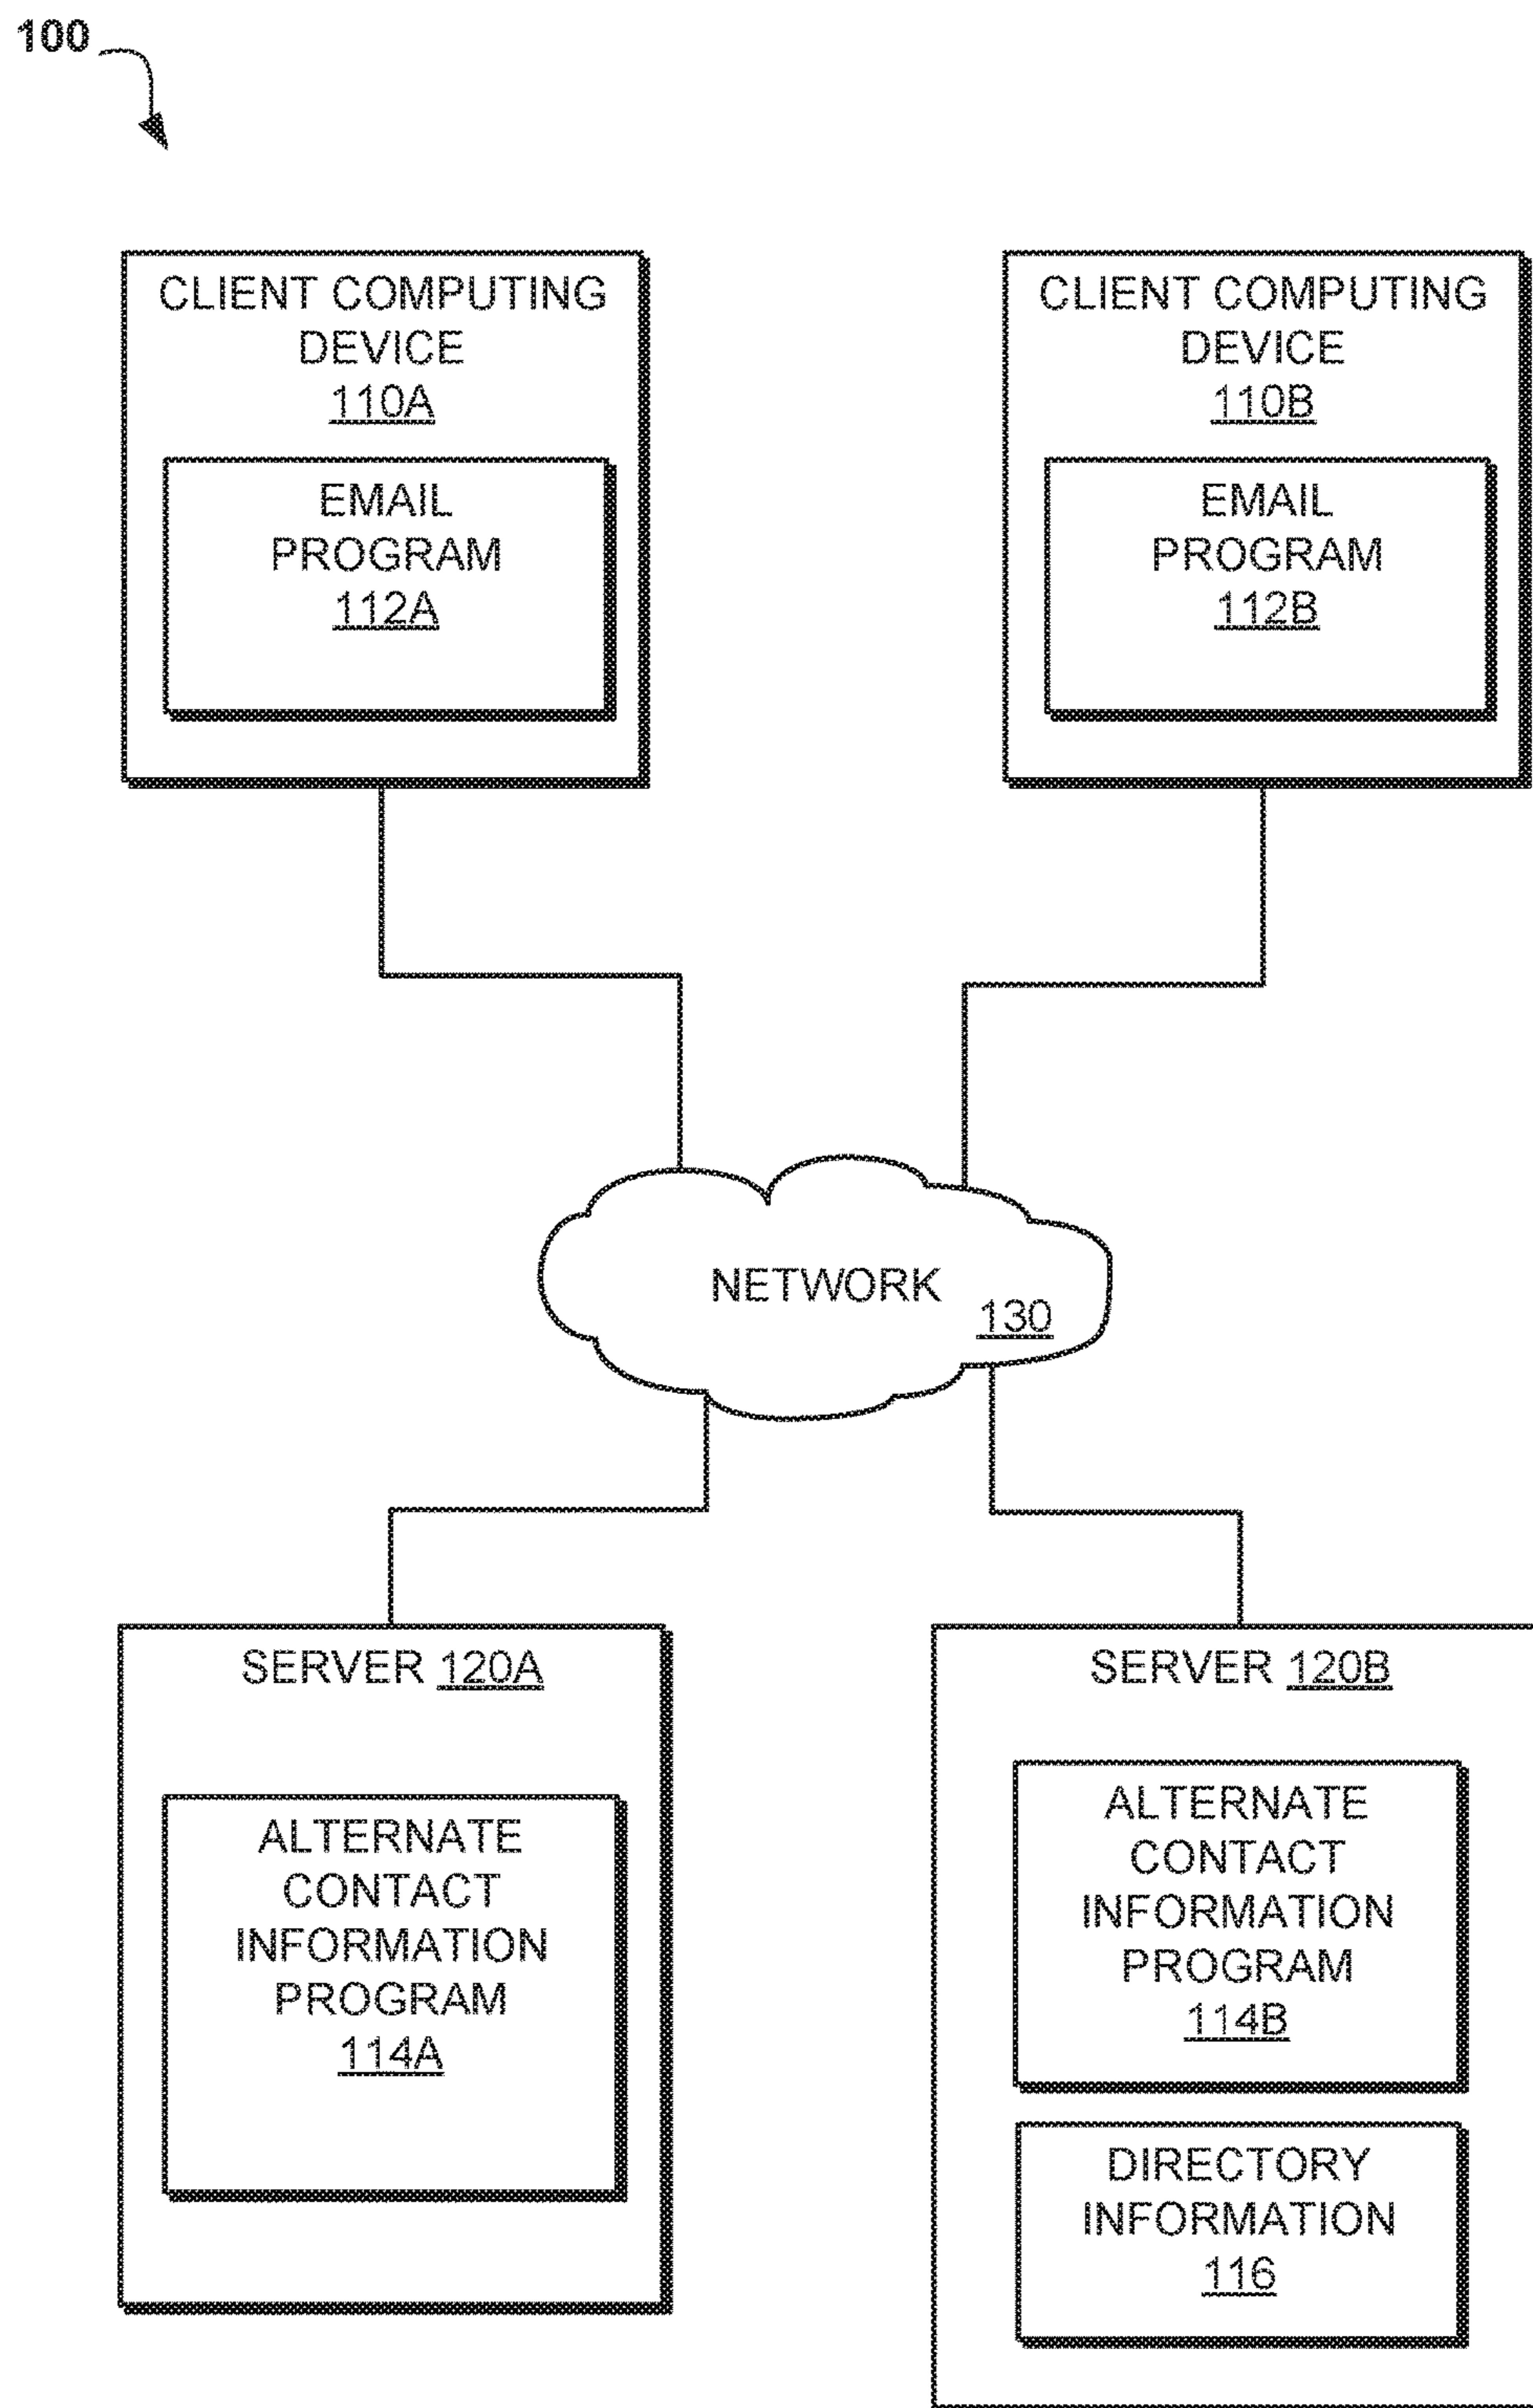 100
CLIENT COMPUTING
DEVICE
110A
EMAIL
PROGRAM
112A
CLIENT COMPUTING
DEVICE
110B
EMAIL
PROGRAM
112B
NETWORK
130
SERVER 120A
ALTERNATE
CONTACT
INFORMATION
PROGRAM
114A
SERVER 120B
ALTERNATE
CONTACT
INFORMATION
PROGRAM
114B
DIRECTORY
INFORMATION
116